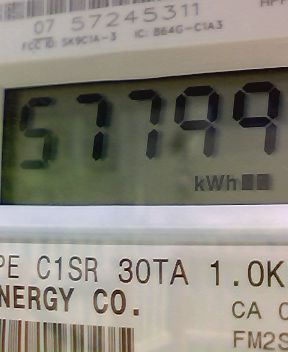 07 57245311
FCC ID: SK9C1A-3 IC: 864G-C1A3
57799
kWh
PE C1SR 30TA 1.0K
NERGY CO.
CA
FM2S